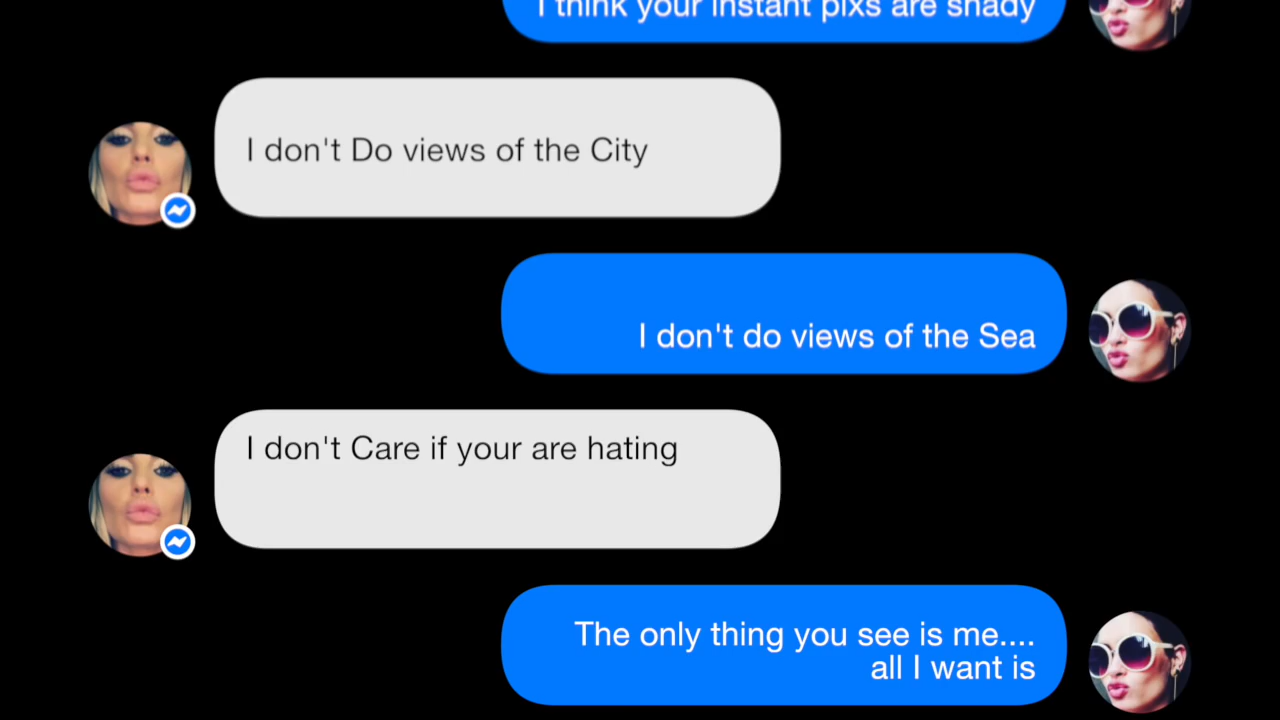 I think your instant pixs are shady
I don't Do views of the City
I don't do views of the Sea
I don't Care if your are hating
The only thing you see is me....
all I want is